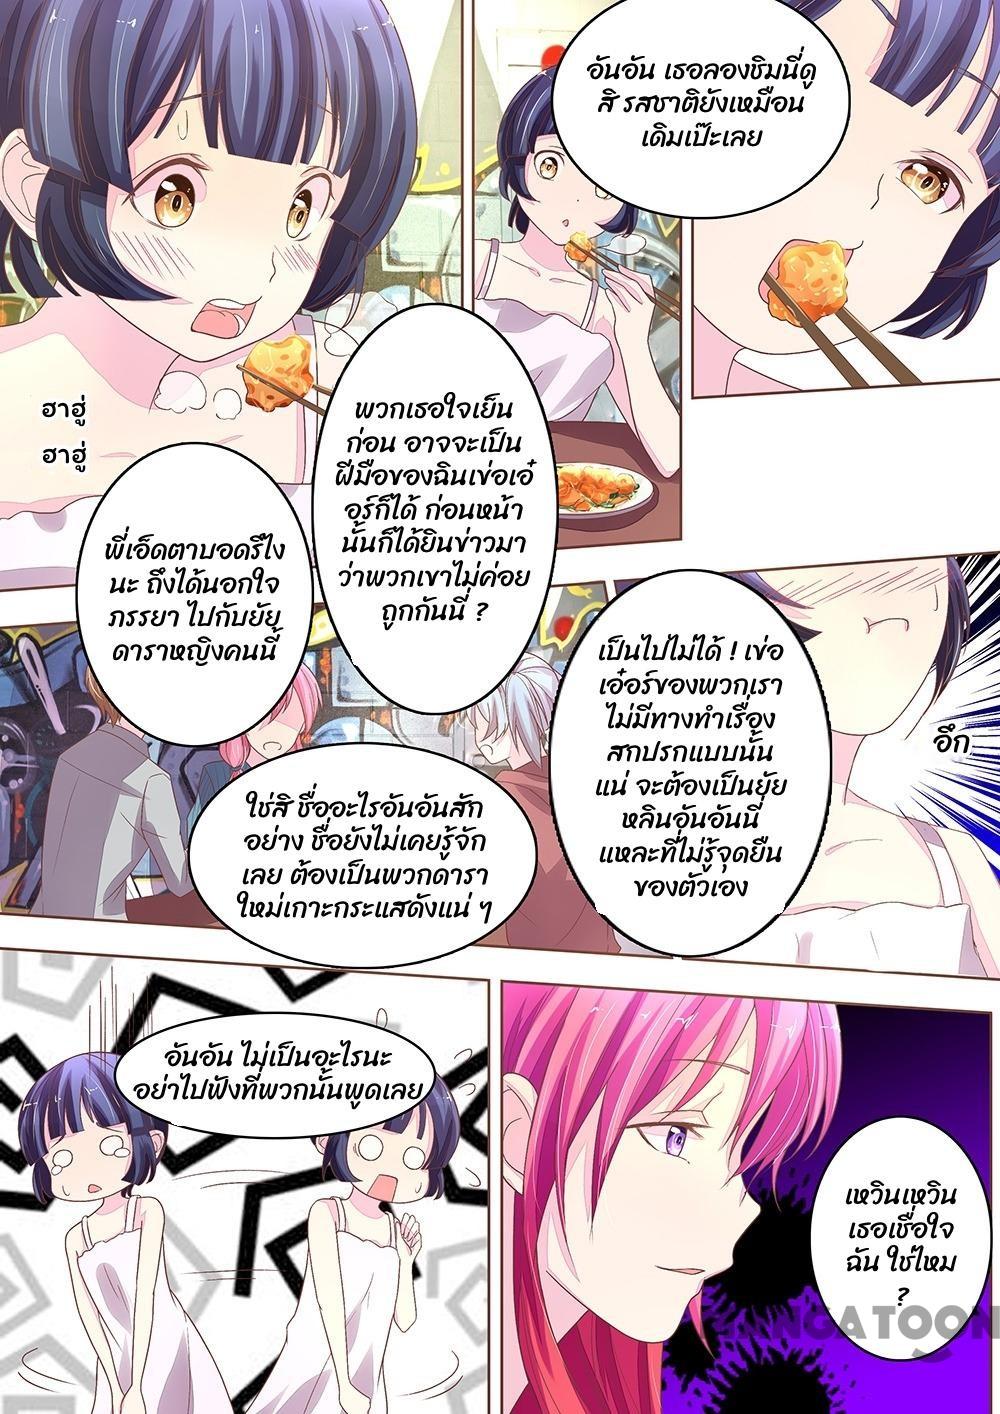 อันอัน เธอลองชิมนี่ดู
สิ รสชาติยังเหมือน
เดิมเป๊ะเลย
ฮาฮู่
ฮาฮู่
พวกเธอใจเย็น
ก่อน อาจจะเป็น
ฝีมือของฉินเข่อเอ๋
อร์ก็ได้ ก่อนหน้า
นั้นก็ได้ยินข่าวมา
ว่าพวกเขาไม่ค่อย
ถูกกันนี่ ?
พี่เอ็ดตาบอดรึไง
นะ ถึงได้นอกใจ
ภรรยา ไปกับยัย
ดาราหญิงคนนี้
เป็นไปไม่ได้ ! เข่อ
เอ๋อร์ของพวกเรา
ไม่มีทางทำเรื่อง
สกปรกแบบนั้น
แน่ จะต้องเป็นยัย
หลินอันอันนี่
แหละที่ไม่รู้จุดยืน
ของตัวเอง
อึก
ใช่สิ ชื่ออะไรอันอันสัก
อย่าง ชื่อยังไม่เคยรู้จัก
เลย ต้องเป็นพวกดารา
ใหม่เกาะกระแสดังแน่ ๆ
อันอัน ไม่เป็นอะไรนะ
อย่าไปฟังที่พวกนั้นพูดเลย
เหวินเหวิน
เธอเชื่อใจ
ฉัน ใช่ไหม
?
MANGATOON